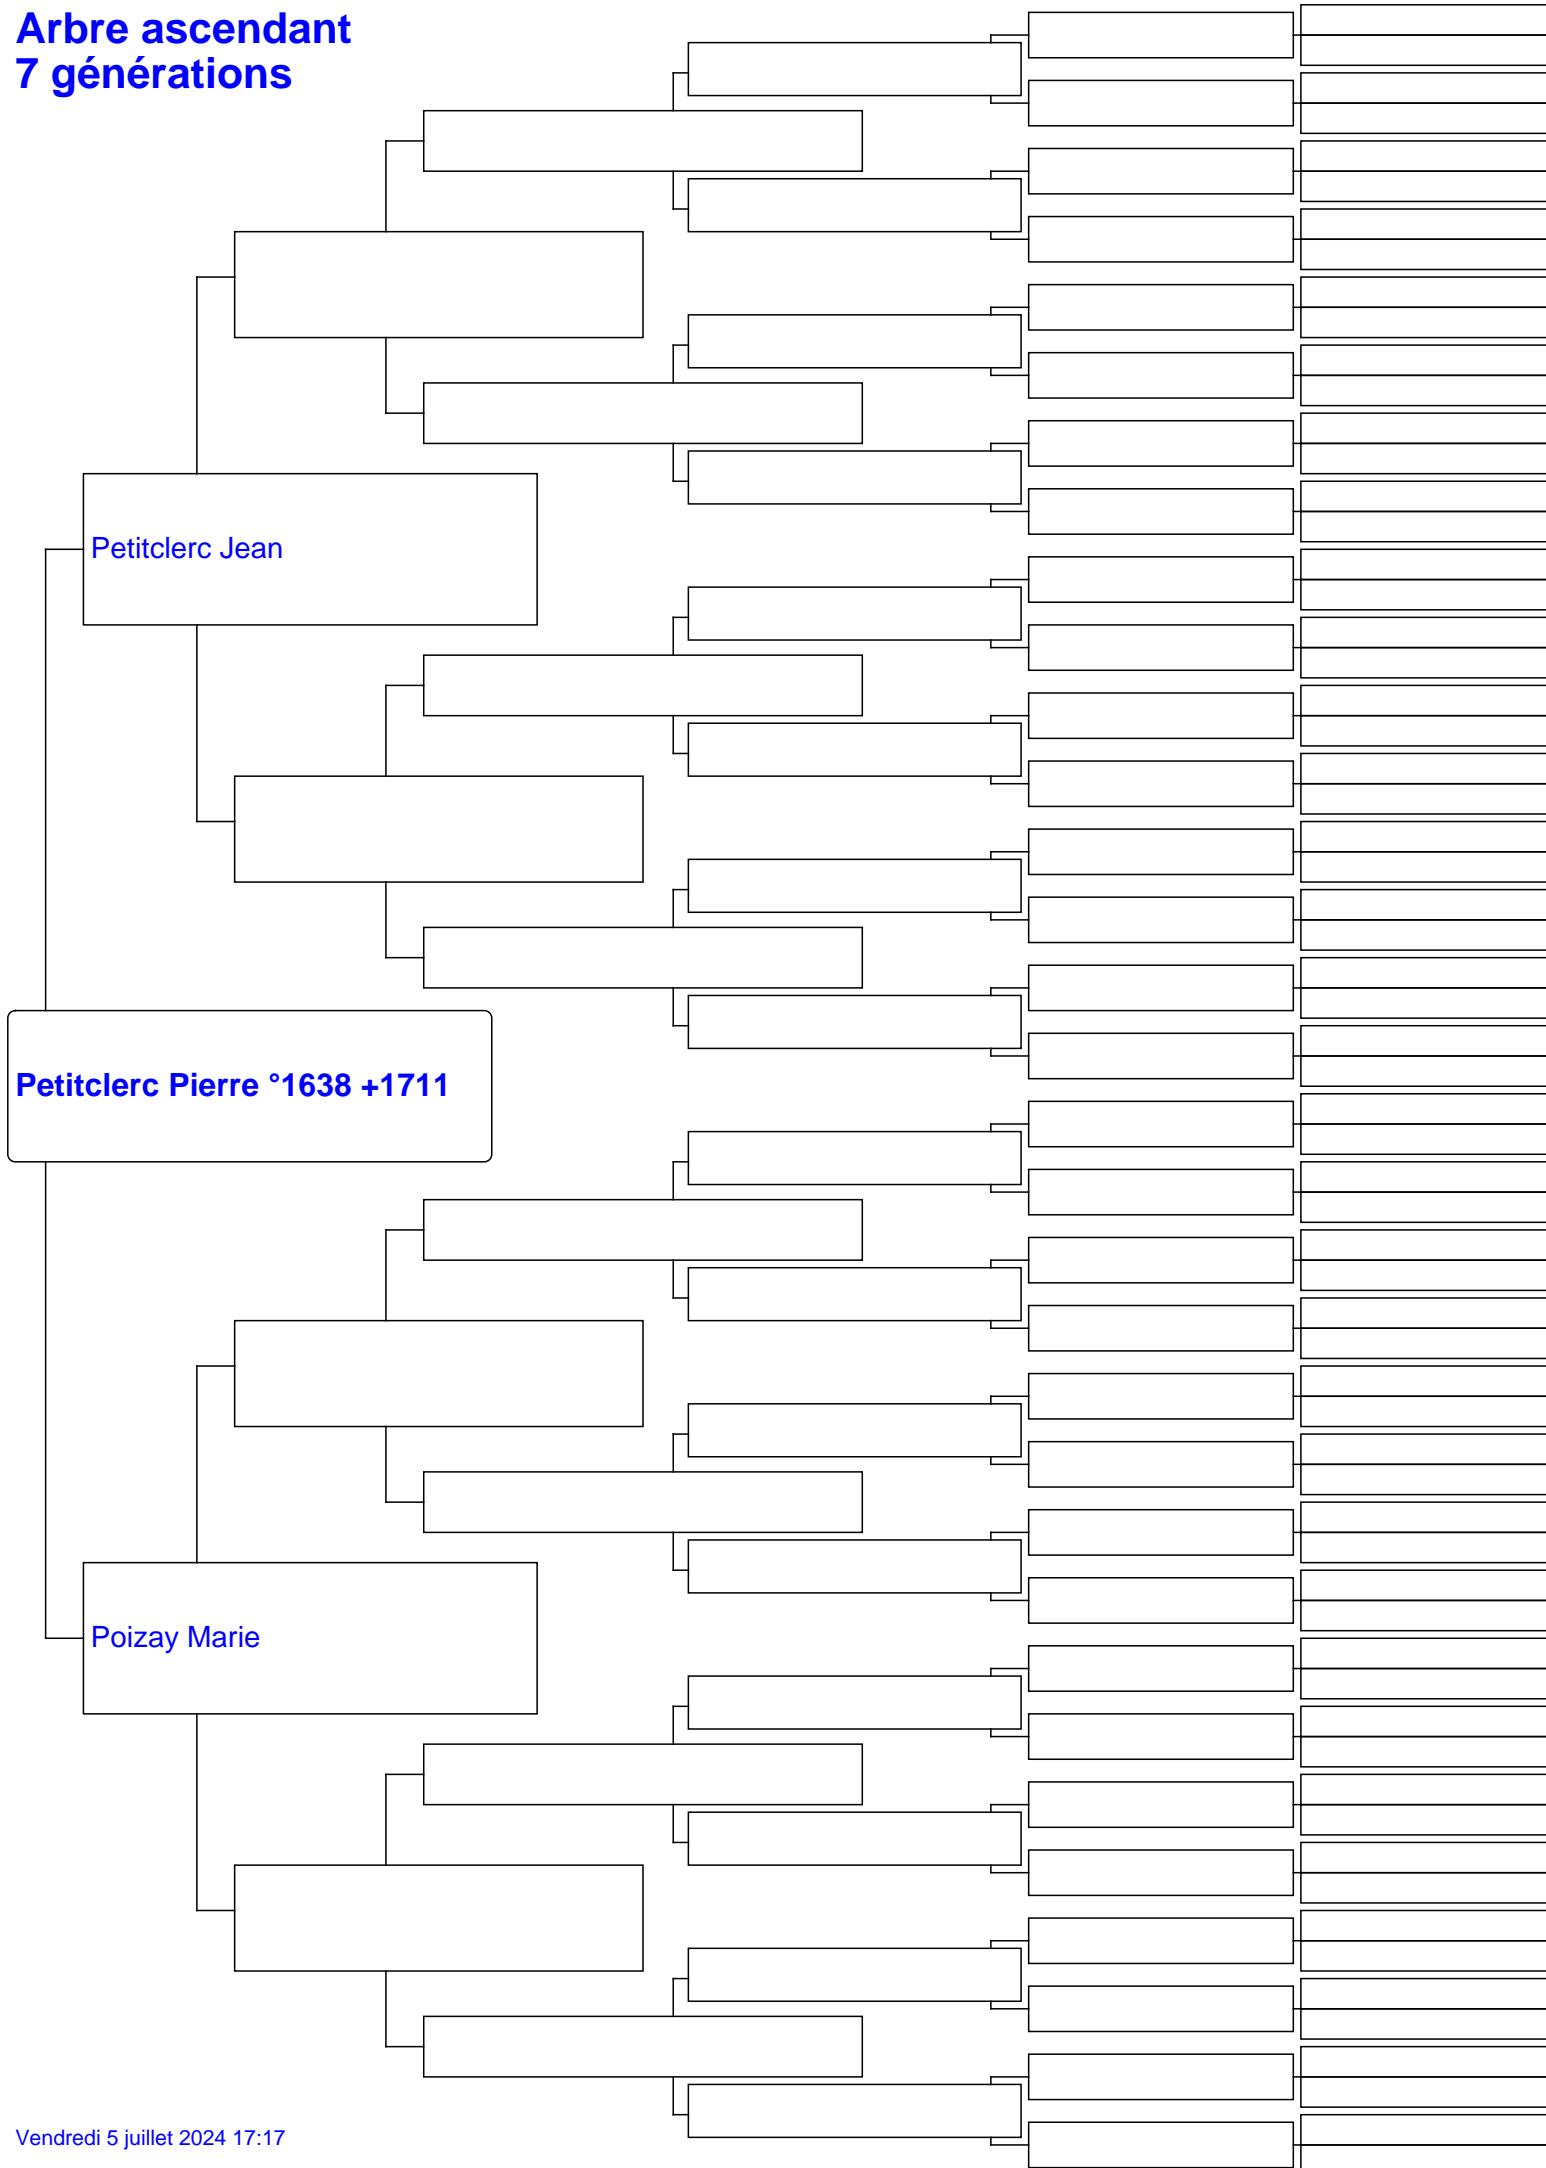 Arbre ascendant
7 générations
Petitclerc Jean
Petitclerc Pierre °1638 +1711
Poizay Marie
Vendredi 5 juillet 2024 17:17